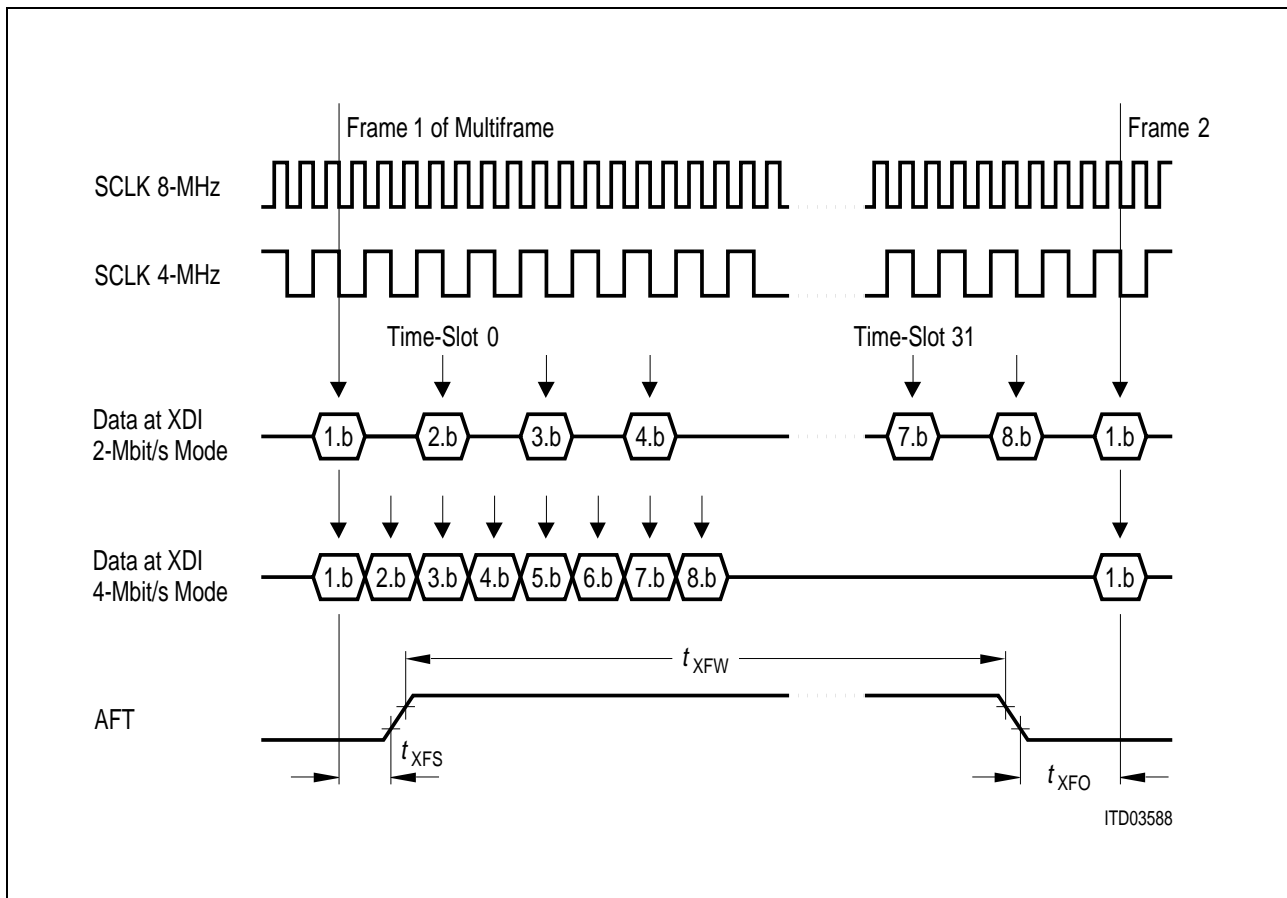 Frame 1 of Multiframe
Frame 2
SCLK 8-MHz
SCLK 4-MHz
Time-Slot 0
Time-Slot 31
Data at XDI
2-Mbit/s Mode
1.b 2.b 3.b 4.b 7.b 8.b 1.b
Data at XDI
4-Mbit/s Mode
1.b 2.b 3.b 4.b 5.b 6.b 7.b 8.b 1.b
t XFW
AFT
t XFS
t XFO
ITD03588